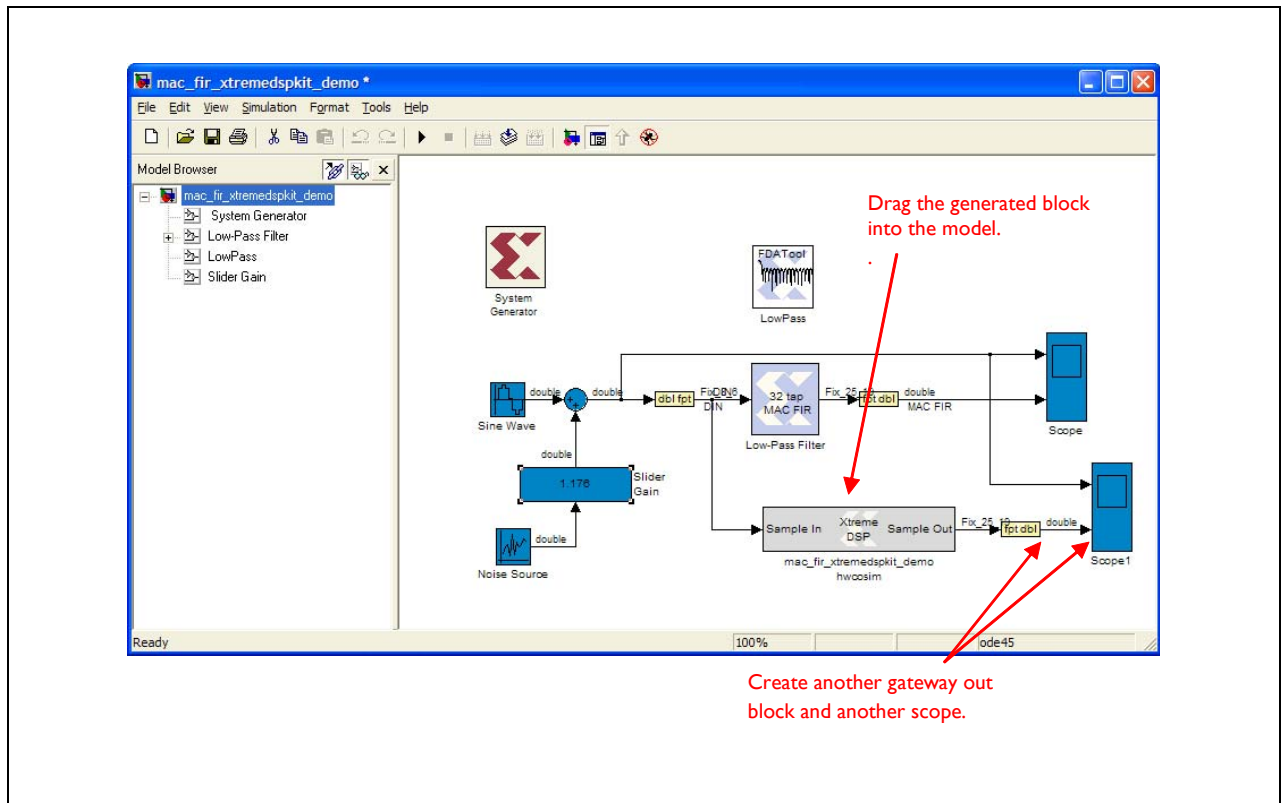 mac_fir_xtremedspkit_demo *
File Edit View Simulation Format Tools Help
Model Browser
mac_fir_xtremedspkit_demo
System Generator
Low-Pass Filter
LowPass
Slider Gain
Drag the generated block
into the model.
.
System
Generator
FDATool
LowPass
Sine Wave
double
double
dbl fpt
DIN
32 tap
MAC FIR
Low-Pass Filter
fpt dbl
double
MAC FIR
Scope
double
1.176
Slider
Gain
double
Noise Source
Sample In
Xtreme
DSP
Sample Out
mac_fir_xtremedspkit_demo
hwcosim
fpt dbl
double
Scope1
Ready
100%
ode45
Create another gateway out
block and another scope.